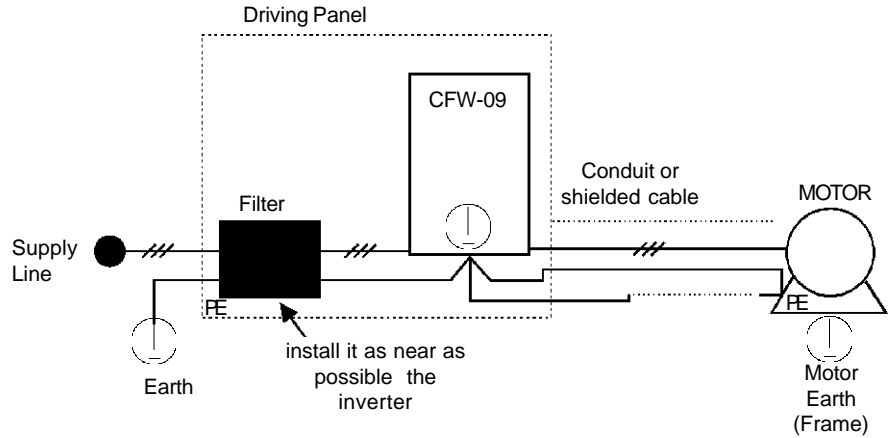 Driving Panel
CFW-09
Conduit or
shielded cable
MOTOR
Filter
Supply
Line
PE
PE
install it as near as
possible the
inverter
Earth
Motor
Earth
(Frame)